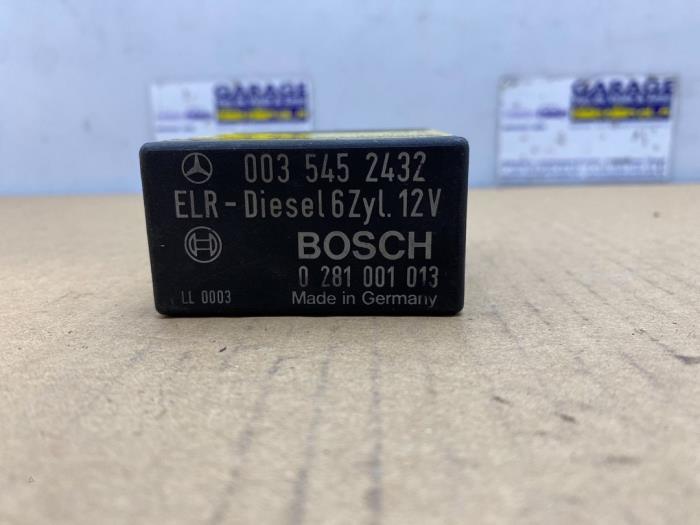 GARAGE
GARAGE
003 545 2432
ELR-Diesel 6Zyl. 12V
BOSCH
0 281 001 013
LL 0003 Made in Germany